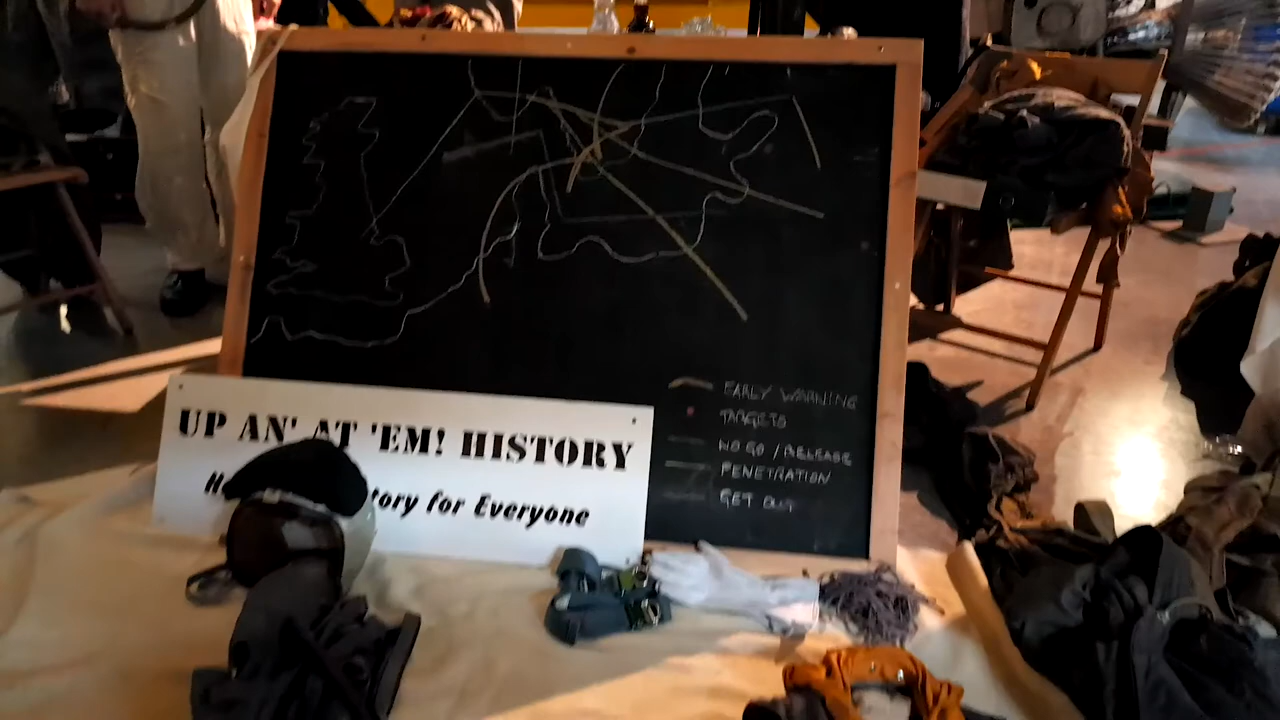 EARLY WARNING
TARGETS
NO GO / RELEASE
PENETRATION
GET OUT
UP AN' AT 'EM! HISTORY
tory for Everyone